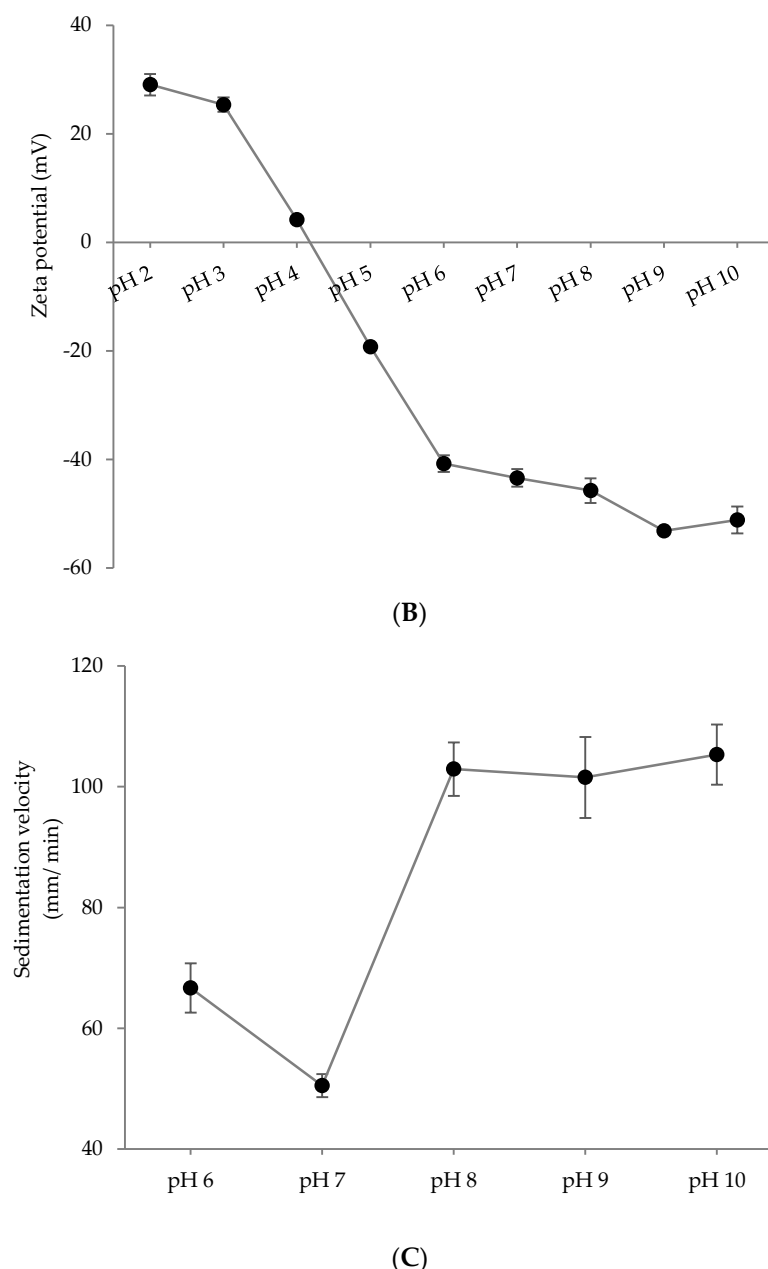 40
20
0
-20
-40
-60
Zeta potential (mV)
pH 2
pH 3
pH 4
pH 5
pH 6
pH 7
pH 8
pH 9
pH 10
(B)
120
100
80
60
40
Sedimentation velocity
(mm/ min)
pH 6
pH 7
pH 8
pH 9
pH 10
(C)